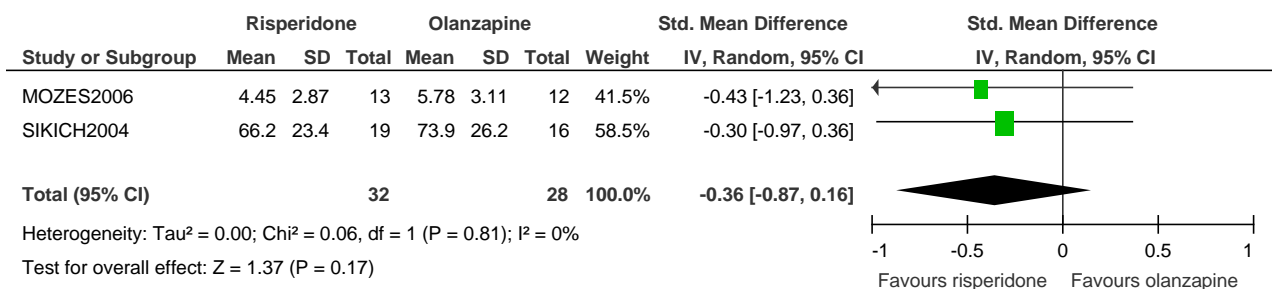 Risperidone Olanzapine Std. Mean Difference Std. Mean Difference
Study or Subgroup Mean SD Total Mean SD Total Weight IV, Random, 95% CI IV, Random, 95% CI
MOZES2006 4.45 2.87 13 5.78 3.11 12 41.5% -0.43 [-1.23, 0.36]
SIKICH2004 66.2 23.4 19 73.9 26.2 16 58.5% -0.30 [-0.97, 0.36]
Total (95% CI) 32 28 100.0% -0.36 [-0.87, 0.16]
Heterogeneity: Tau² = 0.00; Chi² = 0.06, df = 1 (P = 0.81); I² = 0%
Test for overall effect: Z = 1.37 (P = 0.17)
-1 -0.5 0 0.5 1
Favours risperidone Favours olanzapine